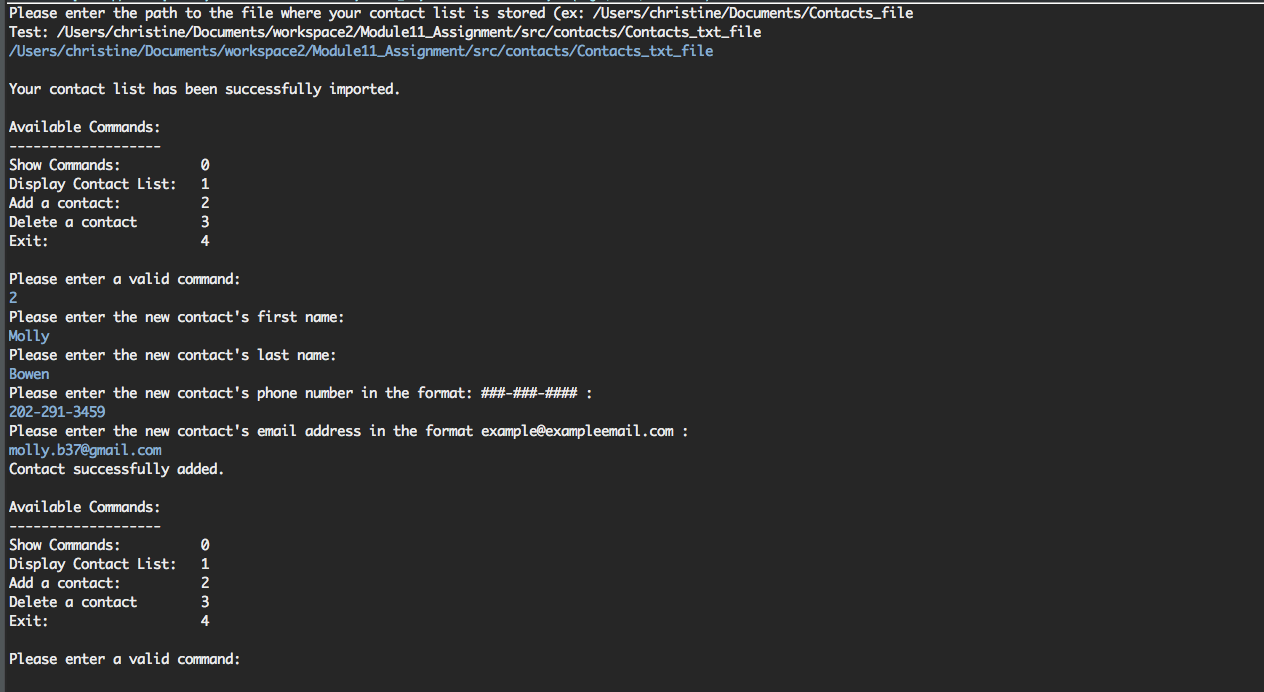 Please enter the path to the file where your contact list is stored (ex: /Users/christine/Documents/Contacts_file
Test: /Users/christine/Documents/workspace2/Module11_Assignment/src/contacts/Contacts_txt_file
/Users/christine/Documents/workspace2/Module11_Assignment/src/contacts/Contacts_txt_file
Your contact list has been successfully imported.
Available Commands:
-------------------
Show Commands: 0
Display Contact List: 1
Add a contact: 2
Delete a contact 3
Exit: 4
Please enter a valid command:
2
Please enter the new contact's first name:
Molly
Please enter the new contact's last name:
Bowen
Please enter the new contact's phone number in the format: ###-###-#### :
202-291-3459
Please enter the new contact's email address in the format example@exampleemail.com :
molly.b37@gmail.com
Contact successfully added.
Available Commands:
-------------------
Show Commands: 0
Display Contact List: 1
Add a contact: 2
Delete a contact 3
Exit: 4
Please enter a valid command: